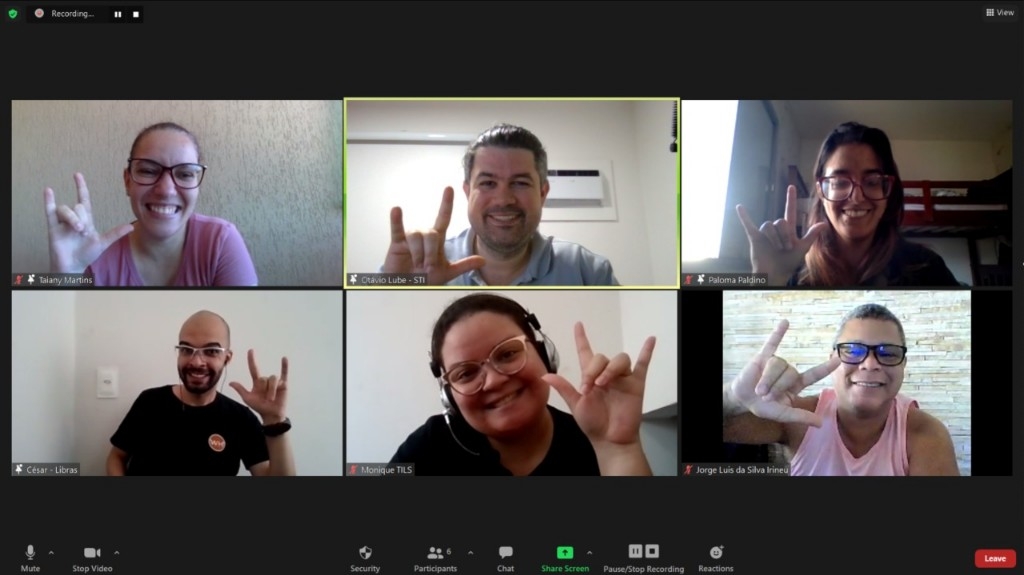 Recording...
View
Taiany Martins
Otávio Lube - STI
Paloma Paldino
César - Libras
Monique TILS
Jorge Luis da Silva Irineu
Mute
Stop Video
Security
Participants
6
Chat
Share Screen
Pause/Stop Recording
Reactions
Leave